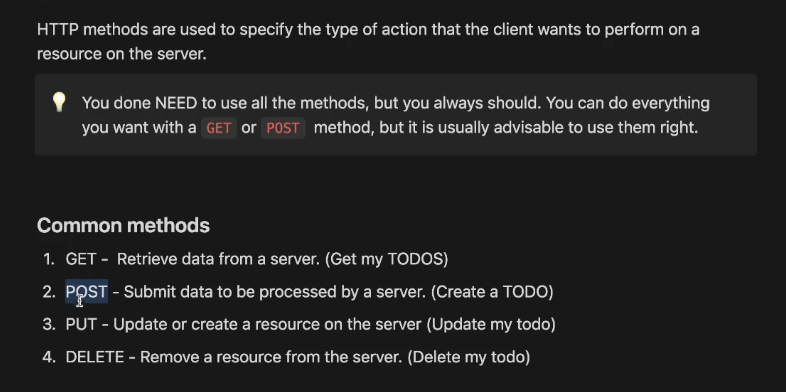 HTTP methods are used to specify the type of action that the client wants to perform on a
resource on the server.
You done NEED to use all the methods, but you always should. You can do everything
you want with a GET or POST method, but it is usually advisable to use them right.
Common methods
1. GET - Retrieve data from a server. (Get my TODOS)
2. POST - Submit data to be processed by a server. (Create a TODO)
3. PUT - Update or create a resource on the server (Update my todo)
4. DELETE - Remove a resource from the server. (Delete my todo)